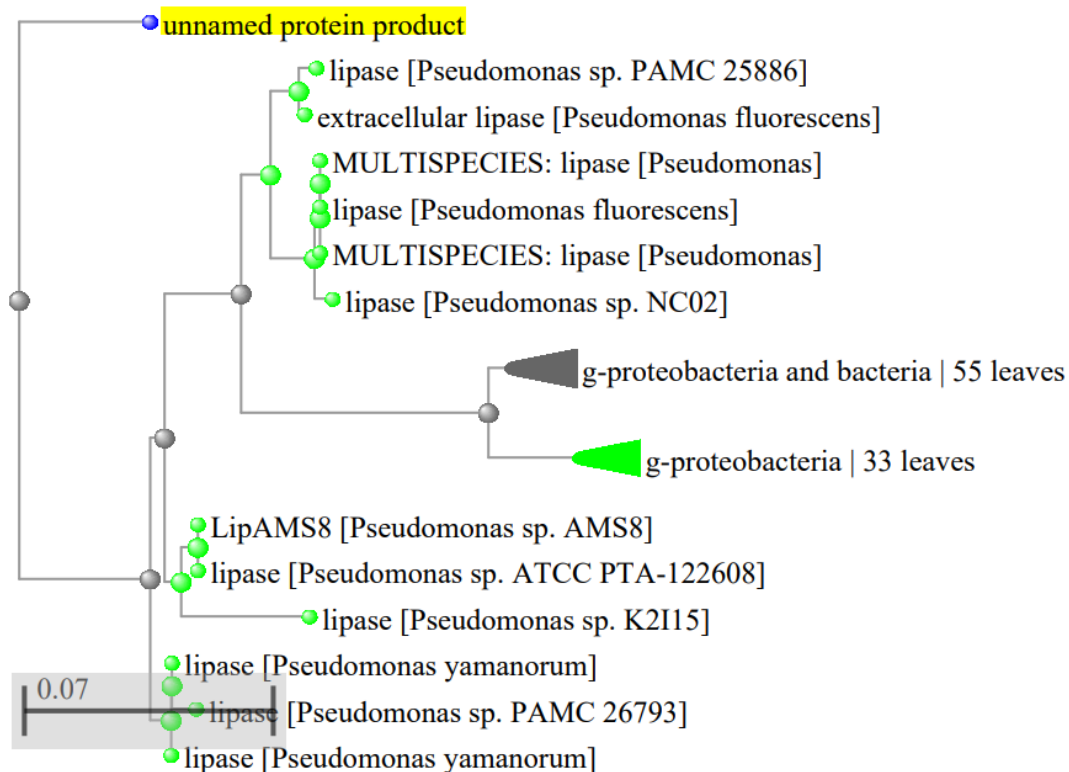 unnamed protein product
lipase [Pseudomonas sp. PAMC 25886]
extracellular lipase [Pseudomonas fluorescens]
MULTISPECIES: lipase [Pseudomonas]
lipase [Pseudomonas fluorescens]
MULTISPECIES: lipase [Pseudomonas]
lipase [Pseudomonas sp. NC02]
g-proteobacteria and bacteria | 55 leaves
g-proteobacteria | 33 leaves
LipAMS8 [Pseudomonas sp. AMS8]
lipase [Pseudomonas sp. ATCC PTA-122608]
lipase [Pseudomonas sp. K2I15]
lipase [Pseudomonas yamanorum]
0.07
lipase [Pseudomonas sp. PAMC 26793]
lipase [Pseudomonas yamanorum]